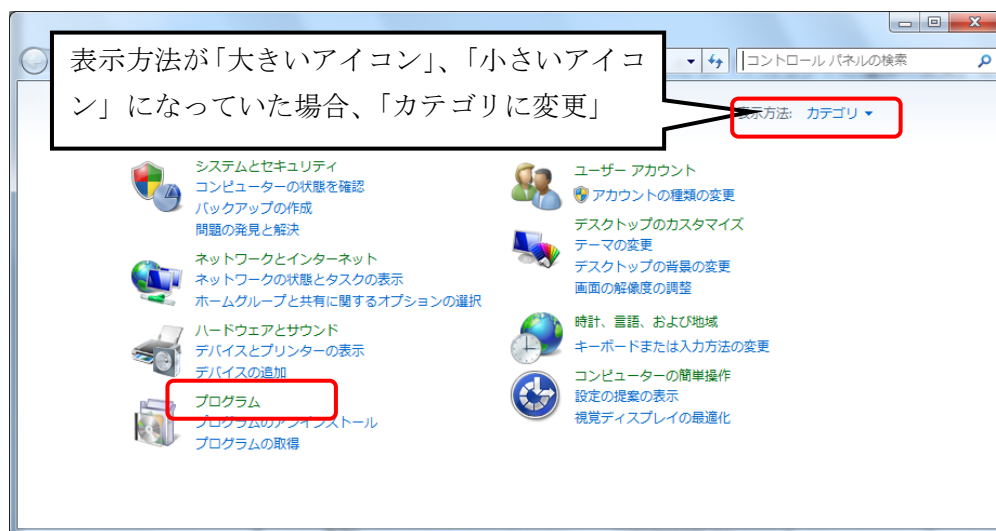 表示方法が「大きいアイコン」、「小さいアイコ
ン」になっていた場合、「カテゴリに変更」
コントロール パネルの検索
表示方法: カテゴリ
システムとセキュリティ
コンピューターの状態を確認
バックアップの作成
問題の発見と解決
ネットワークとインターネット
ネットワークの状態とタスクの表示
ホームグループと共有に関するオプションの選択
ハードウェアとサウンド
デバイスとプリンターの表示
デバイスの追加
プログラム
プログラムのアンインストール
プログラムの取得
ユーザー アカウント
アカウントの種類の変更
デスクトップのカスタマイズ
テーマの変更
デスクトップの背景の変更
画面の解像度の調整
時計、言語、および地域
キーボードまたは入力方法の変更
コンピューターの簡単操作
設定の提案の表示
視覚ディスプレイの最適化